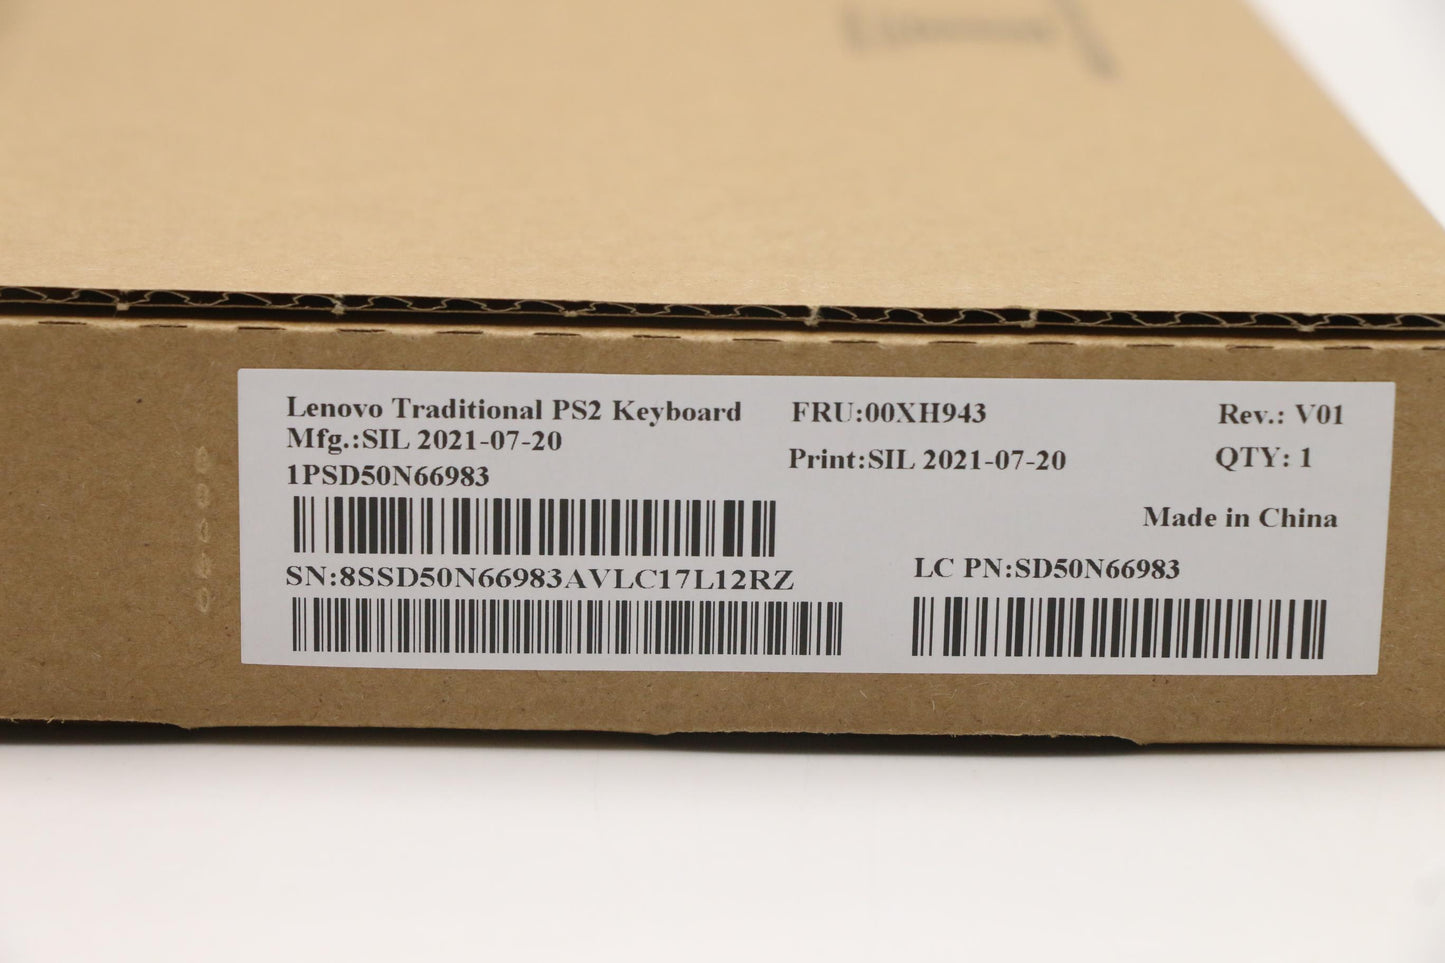 Lenovo Traditional PS2 Keyboard
Mfg.:SIL 2021-07-20
1PSD50N66983
SN:8SSD50N66983AVLC17L12RZ
FRU:00XH943
Print:SIL 2021-07-20
Rev.: V01
QTY: 1
Made in China
LC PN:SD50N66983